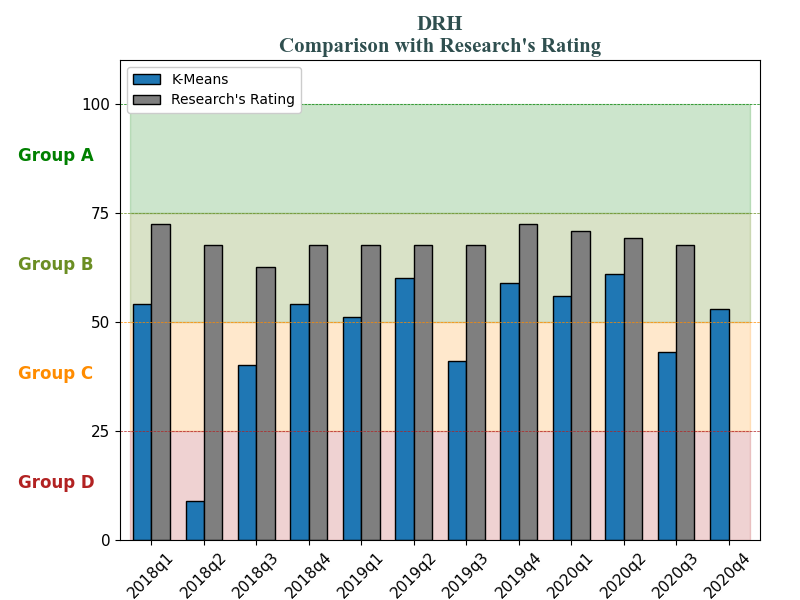 DRH
Comparison with Research's Rating
K-Means
Research's Rating
100
Group A
75
Group B
50
Group C
25
Group D
0
2018q1
2018q2
2018q3
2018q4
2019q1
2019q2
2019q3
2019q4
2020q1
2020q2
2020q3
2020q4